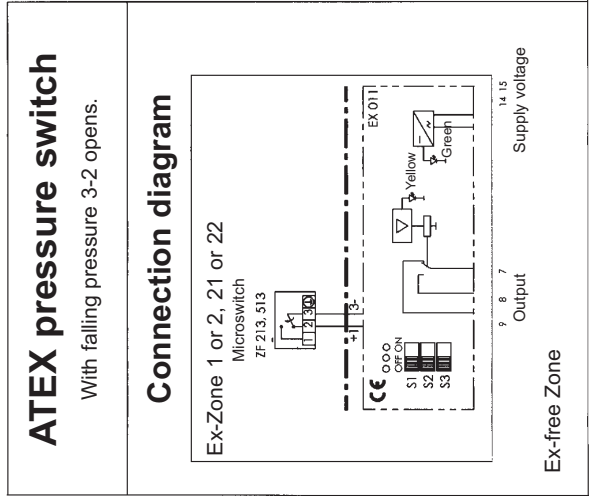 ATEX pressure switch
With falling pressure 3-2 opens.
Connection diagram
Ex-Zone 1 or 2, 21 or 22
Microswitch
ZF 213, 513
1 2 3
+1 3-
EX 011
CE
OFF ON
S1
S2
S3
Yellow
Green
9 8 7
14 15
Output
Supply voltage
Ex-free Zone